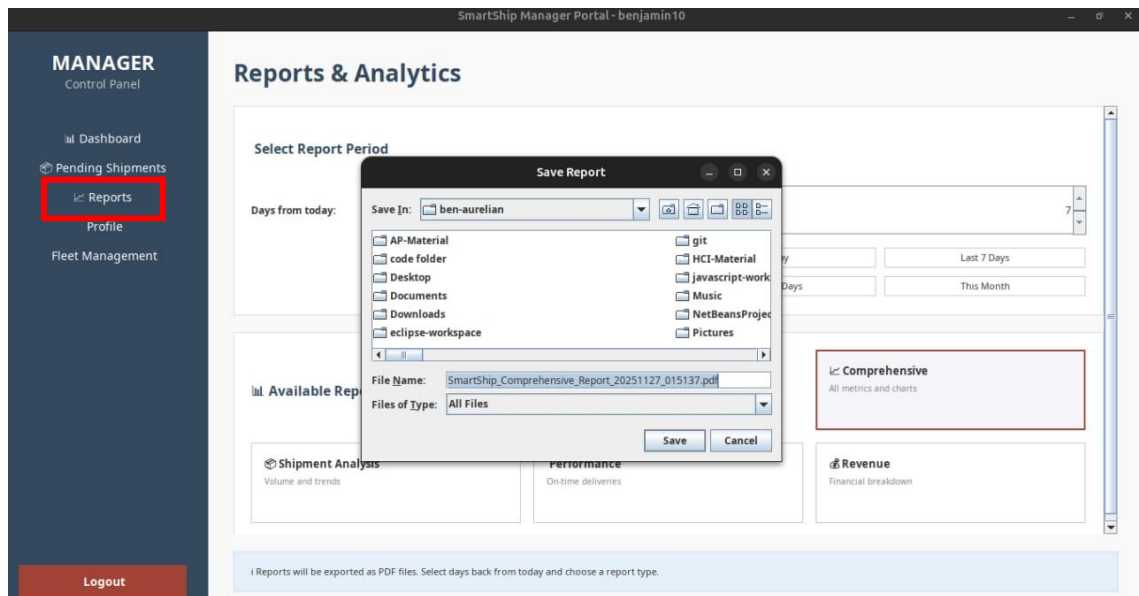 SmartShip Manager Portal - benjamin10
MANAGER
Control Panel
Dashboard
Pending Shipments
Reports
Profile
Fleet Management
Logout
Reports & Analytics
Select Report Period
Days from today:
7
Last 7 Days
Days
This Month
Save Report
Save In:
ben-aurelian
AP-Material
code folder
Desktop
Documents
Downloads
eclipse-workspace
git
HCI-Material
javascript-work
Music
NetBeansProjec
Pictures
File Name:
SmartShip_Comprehensive_Report_20251127_015137.pdf
Files of Type:
All Files
Save
Cancel
Available Rep
Comprehensive
All metrics and charts
Shipment Analysis
Volume and trends
Performance
On-time deliveries
Revenue
Financial breakdown
i Reports will be exported as PDF files. Select days back from today and choose a report type.